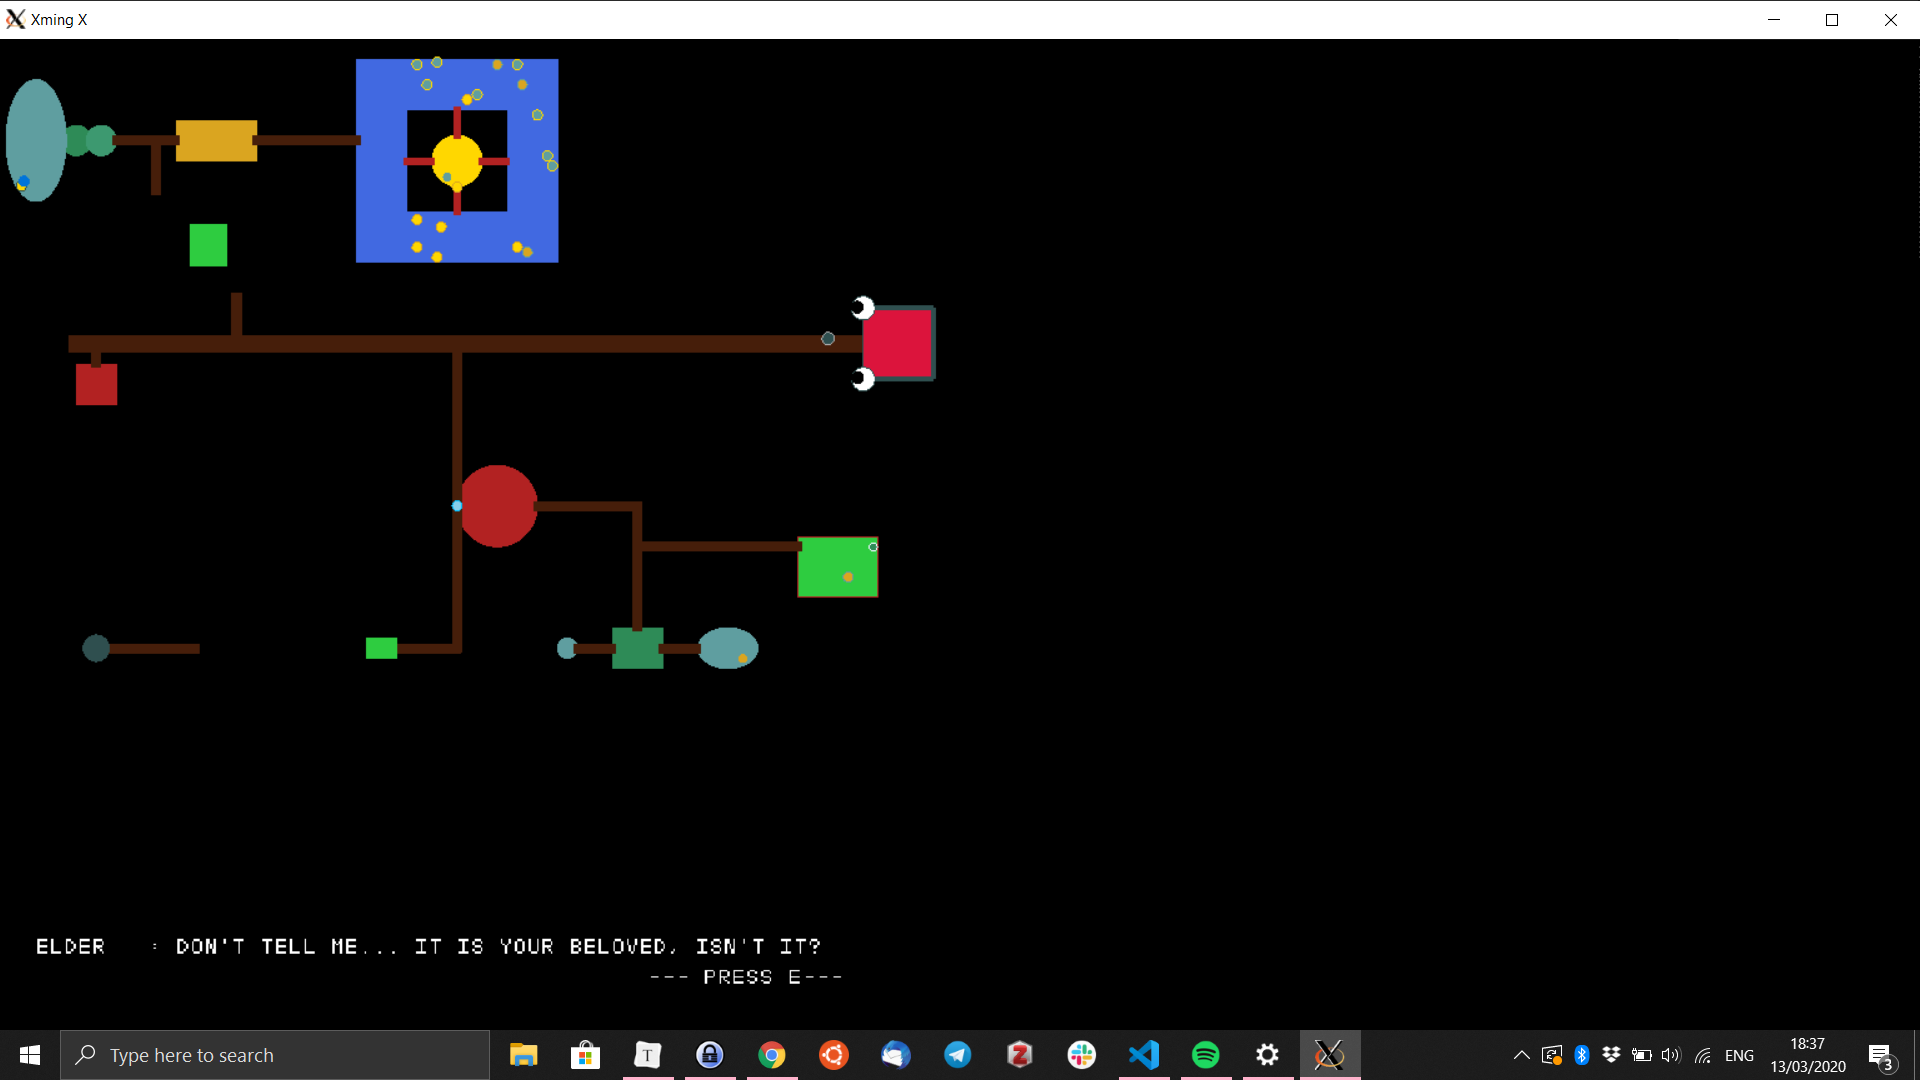 Xming X
ELDER : DON'T TELL ME... IT IS YOUR BELOVED, ISN'T IT?
--- PRESS E---
Type here to search
T
Z
ENG
18:37
13/03/2020
3